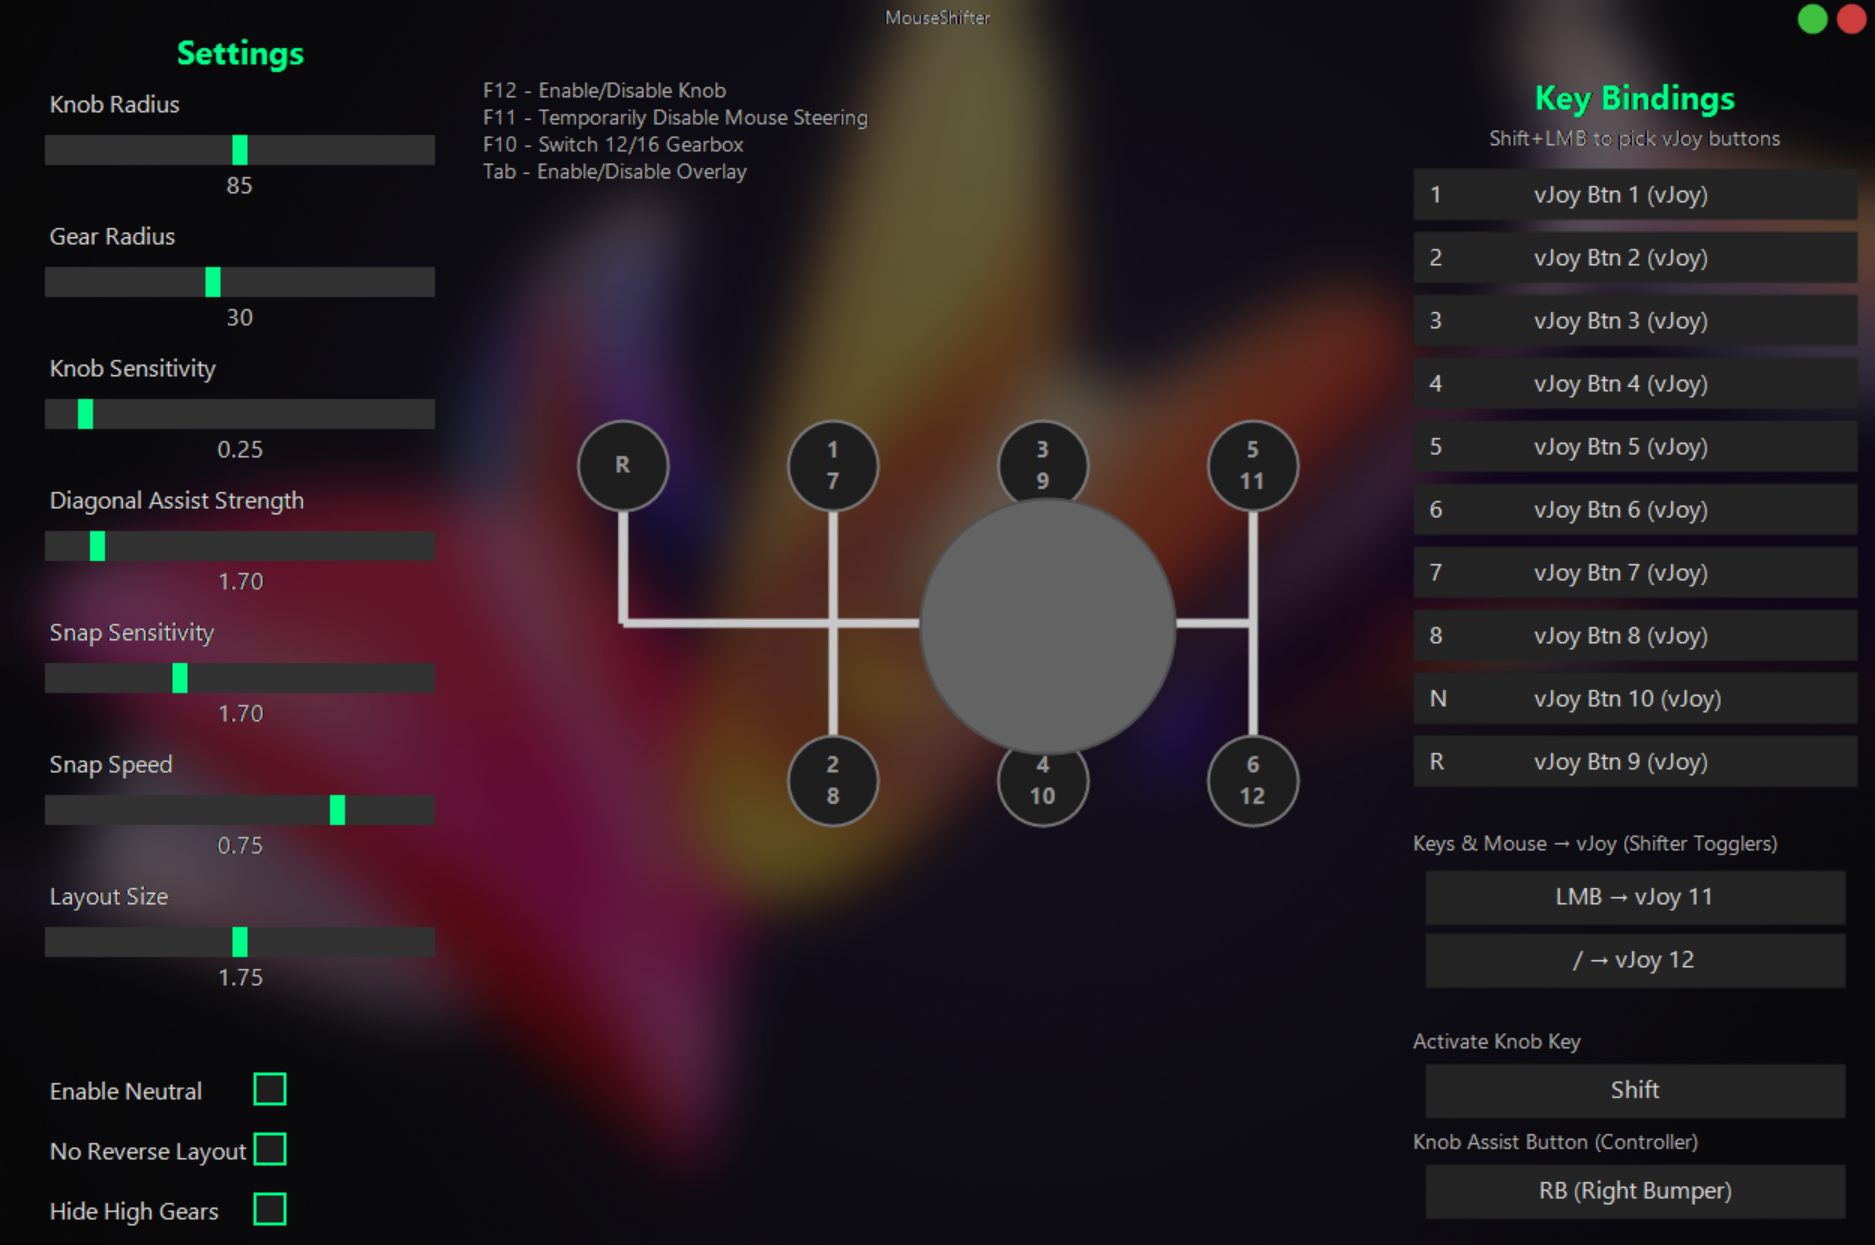 MouseShifter
Settings
Knob Radius
85
Gear Radius
30
Knob Sensitivity
0.25
Diagonal Assist Strength
1.70
Snap Sensitivity
1.70
Snap Speed
0.75
Layout Size
1.75
Enable Neutral
No Reverse Layout
Hide High Gears
F12 - Enable/Disable Knob
F11 - Temporarily Disable Mouse Steering
F10 - Switch 12/16 Gearbox
Tab - Enable/Disable Overlay
R
1
7
3
9
5
11
2
8
4
10
6
12
Key Bindings
Shift+LMB to pick vJoy buttons
1 vJoy Btn 1 (vJoy)
2 vJoy Btn 2 (vJoy)
3 vJoy Btn 3 (vJoy)
4 vJoy Btn 4 (vJoy)
5 vJoy Btn 5 (vJoy)
6 vJoy Btn 6 (vJoy)
7 vJoy Btn 7 (vJoy)
8 vJoy Btn 8 (vJoy)
N vJoy Btn 10 (vJoy)
R vJoy Btn 9 (vJoy)
Keys & Mouse → vJoy (Shifter Togglers)
LMB → vJoy 11
/ → vJoy 12
Activate Knob Key
Shift
Knob Assist Button (Controller)
RB (Right Bumper)